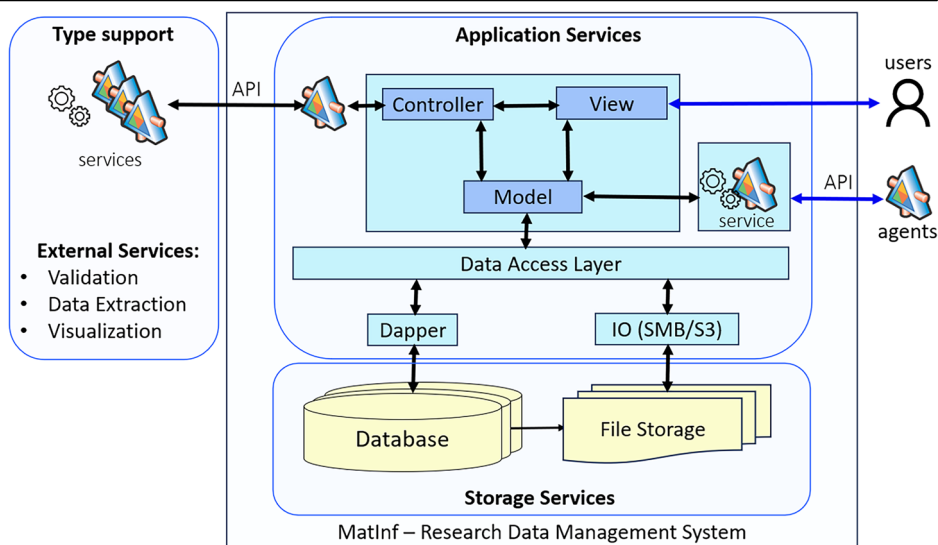 Type support
services
External Services:
• Validation
• Data Extraction
• Visualization
API
Application Services
Controller
View
Model
service
API
users
agents
Data Access Layer
Dapper
IO (SMB/S3)
Database
File Storage
Storage Services
MatInf – Research Data Management System